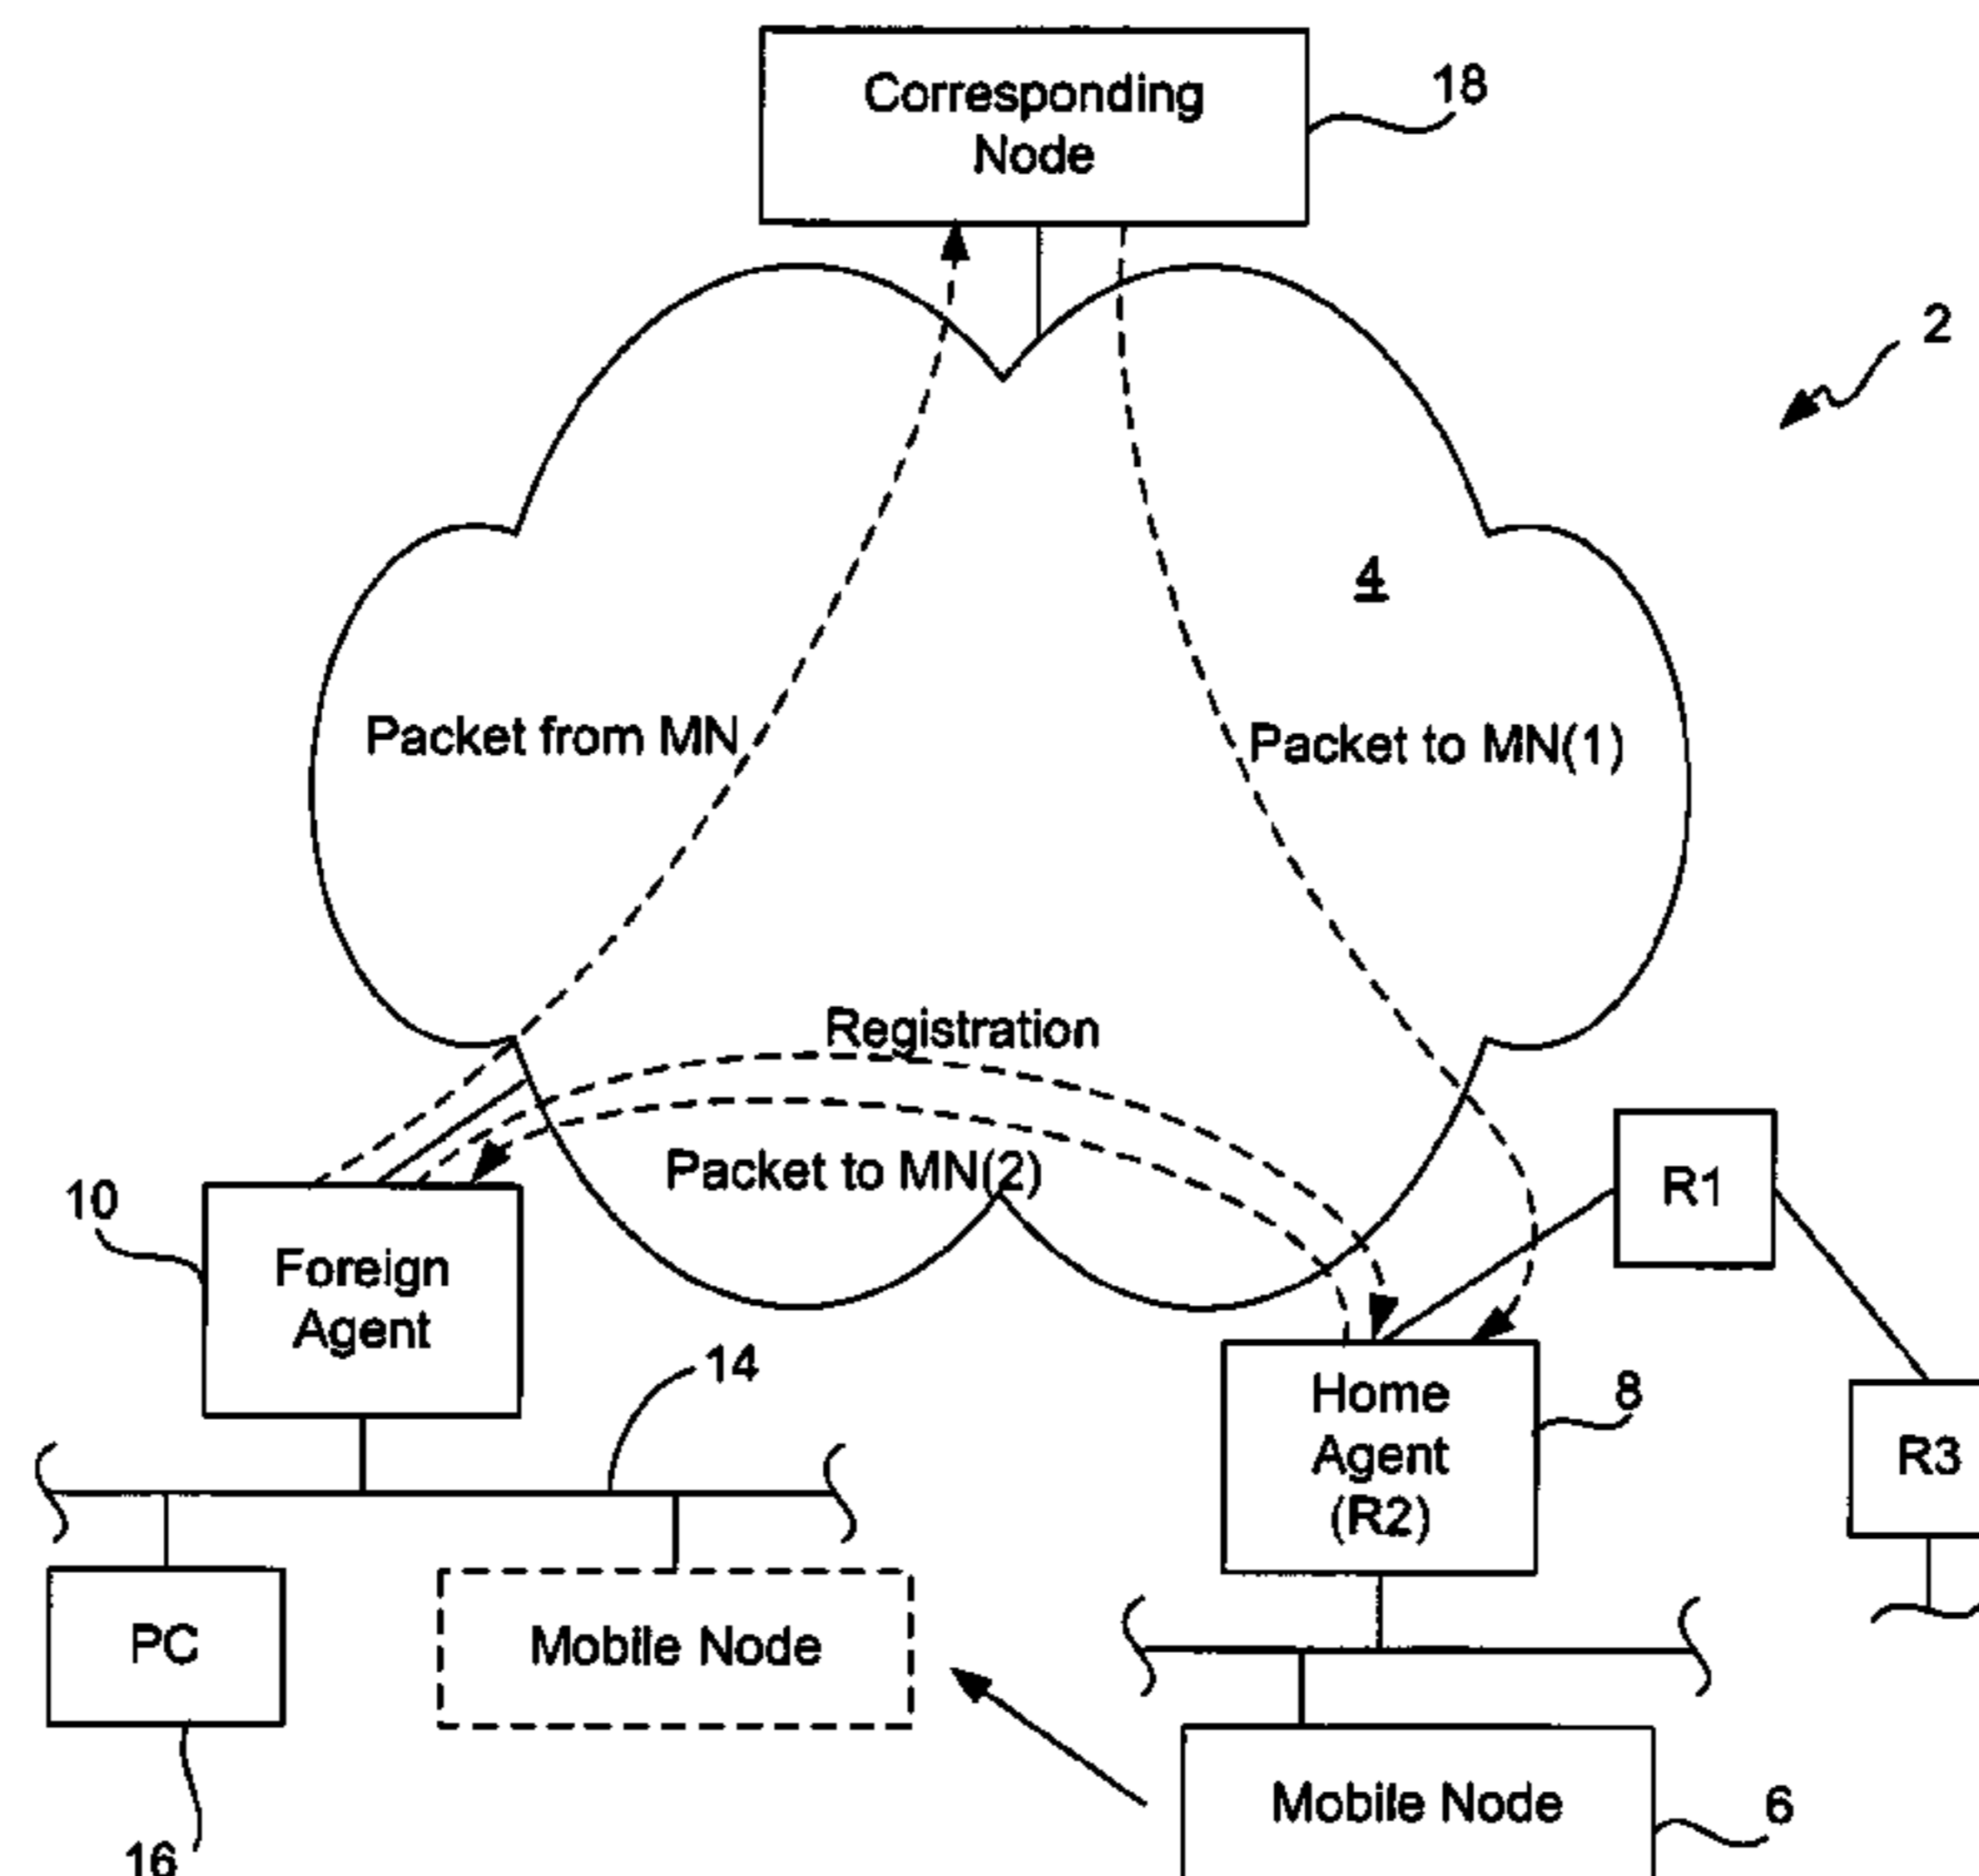 Corresponding
Node
18
2
4
Packet from MN
Packet to MN(1)
Registration
Packet to MN(2)
R1
10
Foreign
Agent
14
Home
Agent
(R2)
8
R3
PC
Mobile Node
Mobile Node
6
16